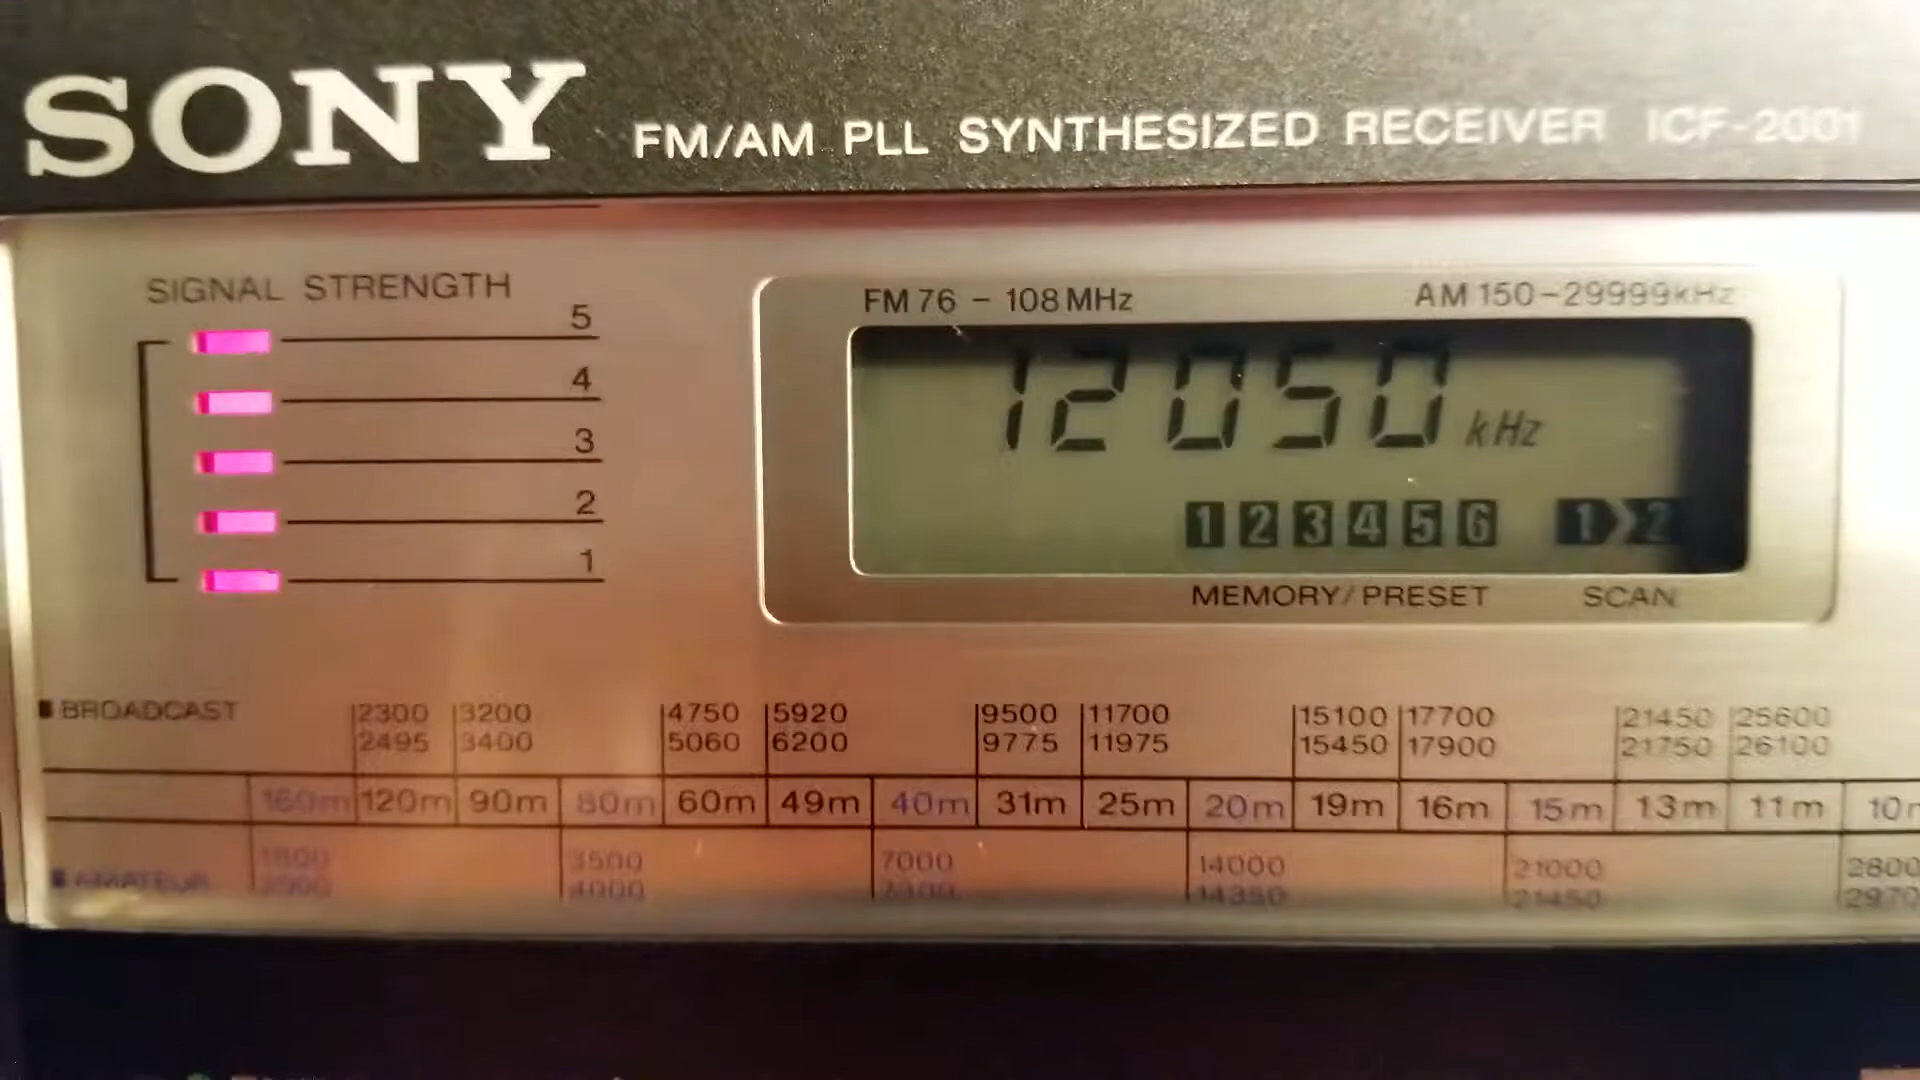 SONY FM/AM PLL SYNTHESIZED RECEIVER ICF-2001
SIGNAL STRENGTH
5
4
3
2
1
FM 76 - 108 MHz AM 150-29999kHz
12050 kHz
1 2 3 4 5 6 1 2
MEMORY/PRESET SCAN
BROADCAST 2300 3200 4750 5920 9500 11700 15100 17700 21450 25600
2495 3400 5060 6200 9775 11975 15450 17900 21750 26100
160m 120m 90m 80m 60m 49m 40m 31m 25m 20m 19m 16m 15m 13m 11m
1800 3500 7000 14000 21000
AMATEUR 4000 7300 14350 21450